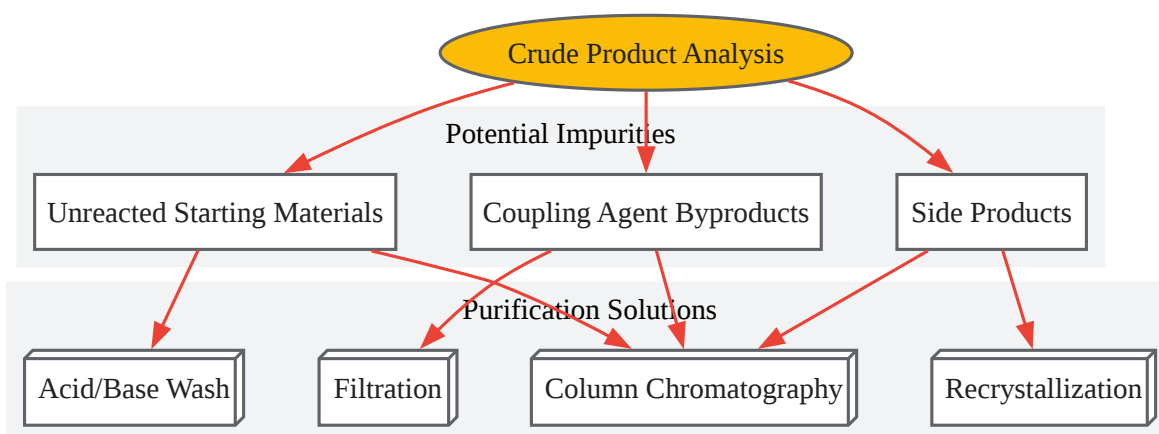 Crude Product Analysis
Potential Impurities
Unreacted Starting Materials
Coupling Agent Byproducts
Side Products
Purification Solutions
Acid/Base Wash
Filtration
Column Chromatography
Recrystallization